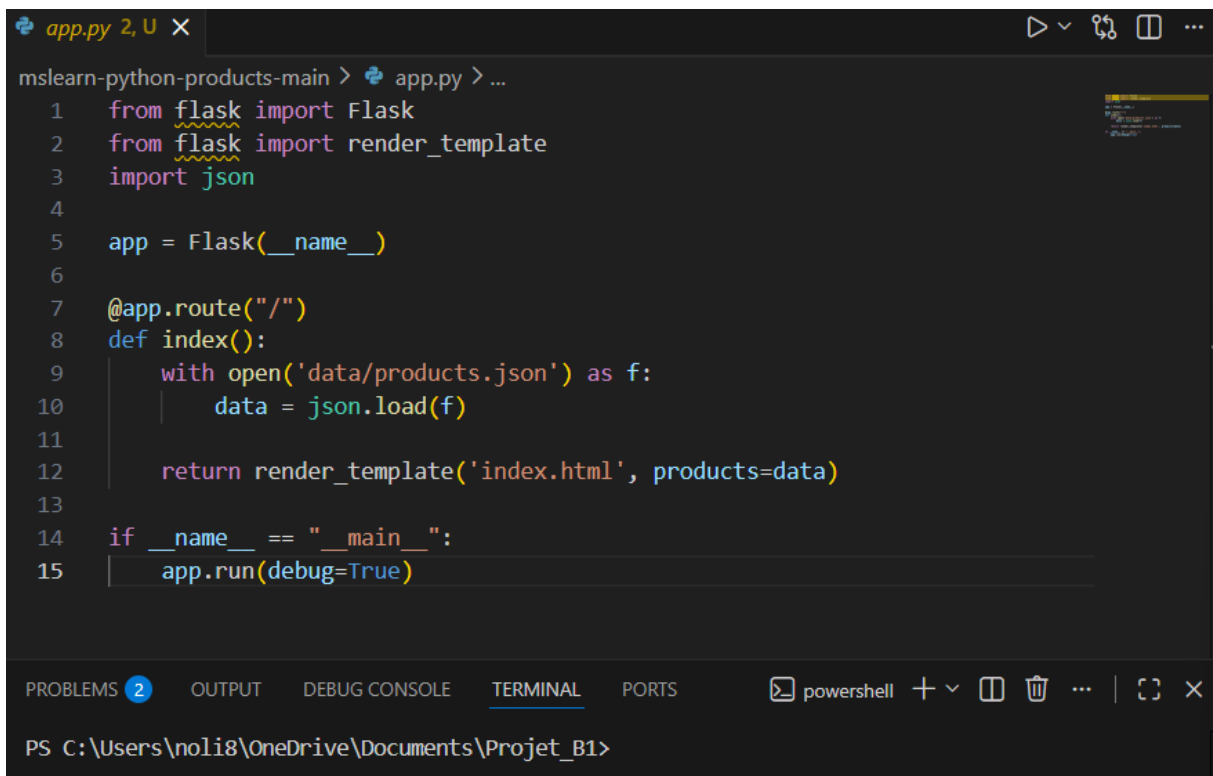 app.py 2, U
mslearn-python-products-main > app.py > ...
1 from flask import Flask
2 from flask import render_template
3 import json
4
5 app = Flask(__name__)
6
7 @app.route("/")
8 def index():
9     with open('data/products.json') as f:
10         data = json.load(f)
11
12     return render_template('index.html', products=data)
13
14 if __name__ == "__main__":
15     app.run(debug=True)
PROBLEMS 2 OUTPUT DEBUG CONSOLE TERMINAL PORTS powershell
PS C:\Users\noli8\OneDrive\Documents\Projet_B1>